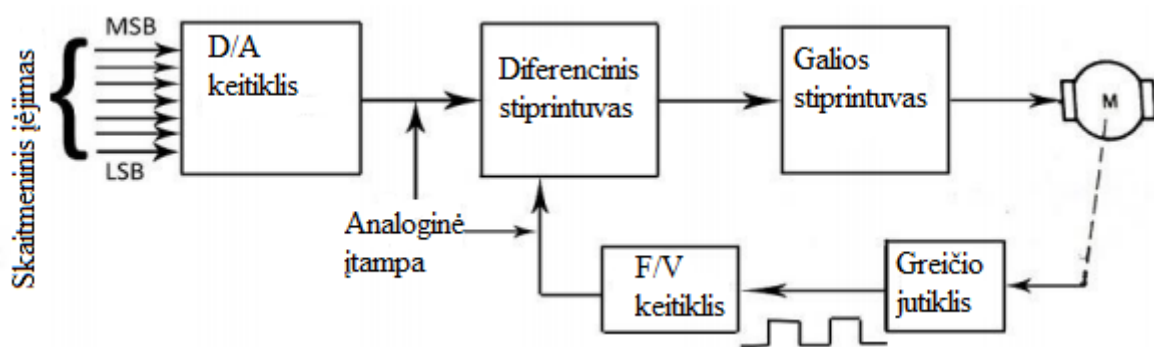 Skaitmeninis įėjimas
MSB
LSB
D/A
keitiklis
Diferencinis
stiprintuvas
Galios
stiprintuvas
M
Analoginė
įtampa
F/V
keitiklis
Greičio
jutiklis